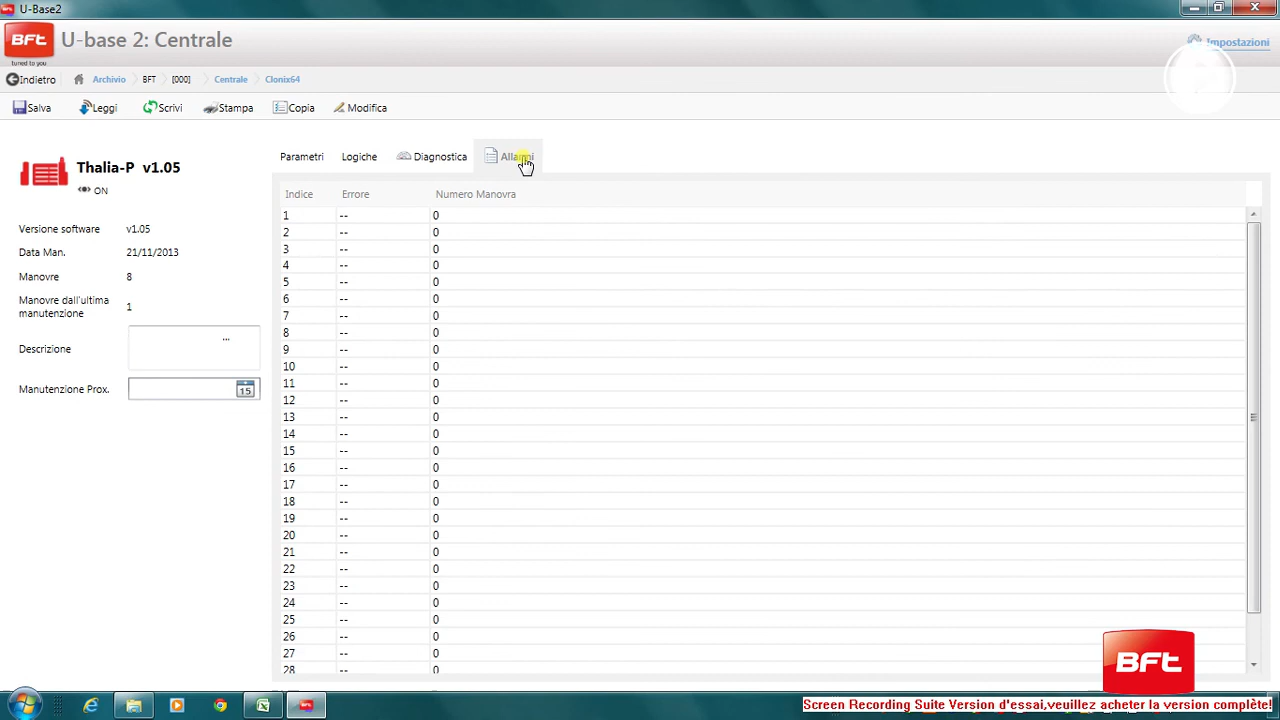 U-Base2
BFT
tuned to you
U-base 2: Centrale
Impostazioni
Indietro Archivio BFT [000] Centrale Clonix64
Salva Leggi Scrivi Stampa Copia Modifica
Thalia-P v1.05
ON
Versione software v1.05
Data Man. 21/11/2013
Manovre 8
Manovre dall'ultima
manutenzione 1
Descrizione ...
Manutenzione Prox. 15
Parametri Logiche Diagnostica Allarmi
Indice Errore Numero Manovra
1 -- 0
2 -- 0
3 -- 0
4 -- 0
5 -- 0
6 -- 0
7 -- 0
8 -- 0
9 -- 0
10 -- 0
11 -- 0
12 -- 0
13 -- 0
14 -- 0
15 -- 0
16 -- 0
17 -- 0
18 -- 0
19 -- 0
20 -- 0
21 -- 0
22 -- 0
23 -- 0
24 -- 0
25 -- 0
26 -- 0
27 -- 0
28 -- 0
BFT
Screen Recording Suite Version d'essai,veuillez acheter la version complète!